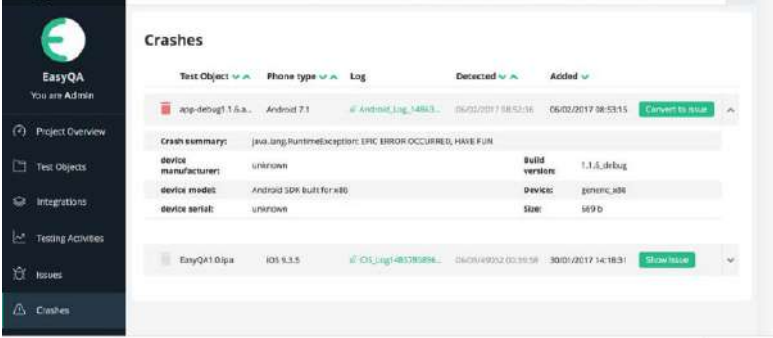 EasyQA
You are Admin
Project Overview
Test Objects
Integrations
Testing Activities
Issues
Crashes
Crashes
Test Object Phone type Log Detected Added
app-debug1.1.6.a... Android 7.1 Android_Log_14863... 06/02/2017 08:52:36 06/02/2017 08:53:15 Convert to issue
Crash summary: java.lang.RuntimeException: EPIC ERROR OCCURRED, HAVE FUN
device manufacturer: unknown Build version: 1.1.6_debug
device model: Android SDK built for x86 Device: generic_x86
device serial: unknown Size: 669 b
EasyQA1.0.ipa iOS 9.3.5 30/01/2017 14:18:31 Show issue